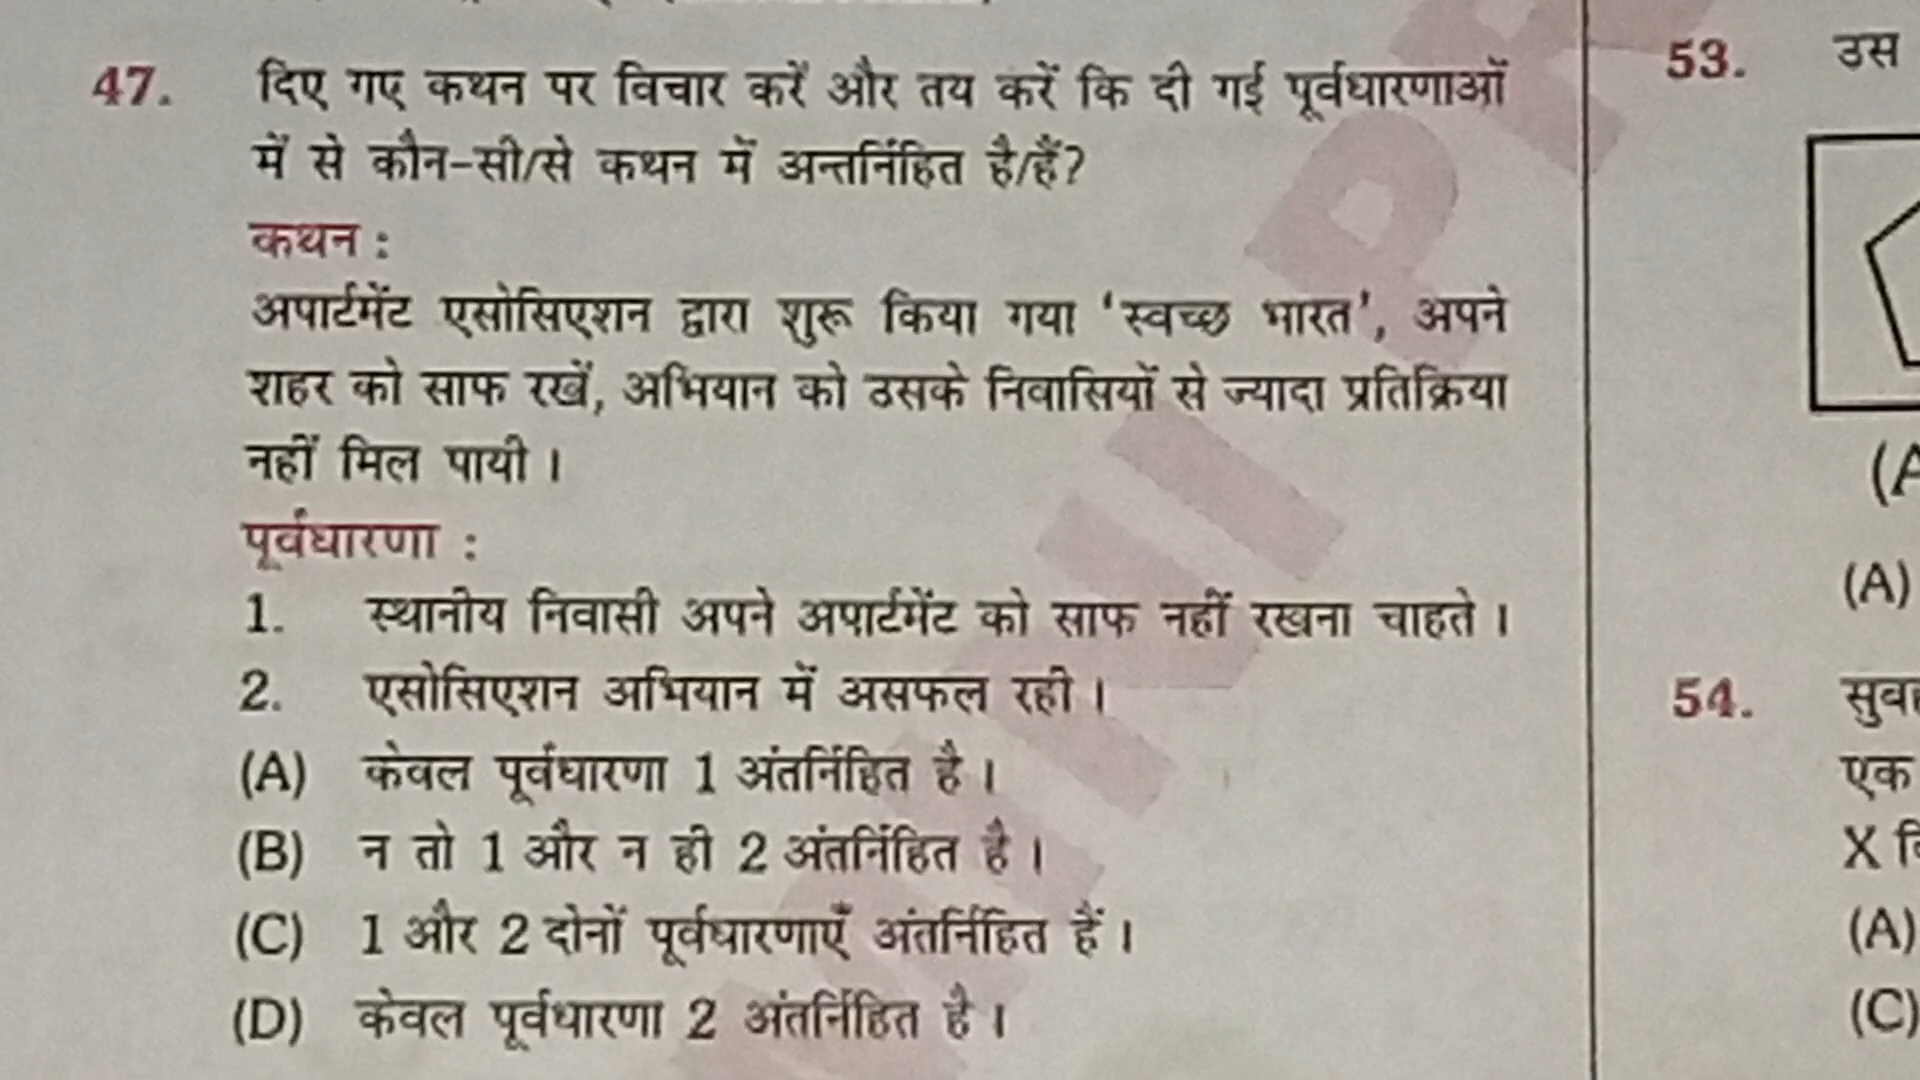 47. दिए गए कथन पर विचार करें और तय करें कि दी गई पूर्वधारणाओं
में से कौन-सी/से कथन में अन्तर्निहित है/हैं?
कथन :
अपार्टमेंट एसोसिएशन द्वारा शुरू किया गया ‘स्वच्छ भारत’, अपने
शहर को साफ रखें, अभियान को उसके निवासियों से ज्यादा प्रतिक्रिया
नहीं मिल पायी ।
पूर्वधारणा :
1. स्थानीय निवासी अपने अपार्टमेंट को साफ नहीं रखना चाहते ।
2. एसोसिएशन अभियान में असफल रही ।
(A) केवल पूर्वधारणा 1 अंतर्निहित है ।
(B) न तो 1 और न ही 2 अंतर्निहित है ।
(C) 1 और 2 दोनों पूर्वधारणाएँ अंतर्निहित हैं ।
(D) केवल पूर्वधारणा 2 अंतर्निहित है ।
53. उस
(A)
54.
एक
X
(A)
(C)